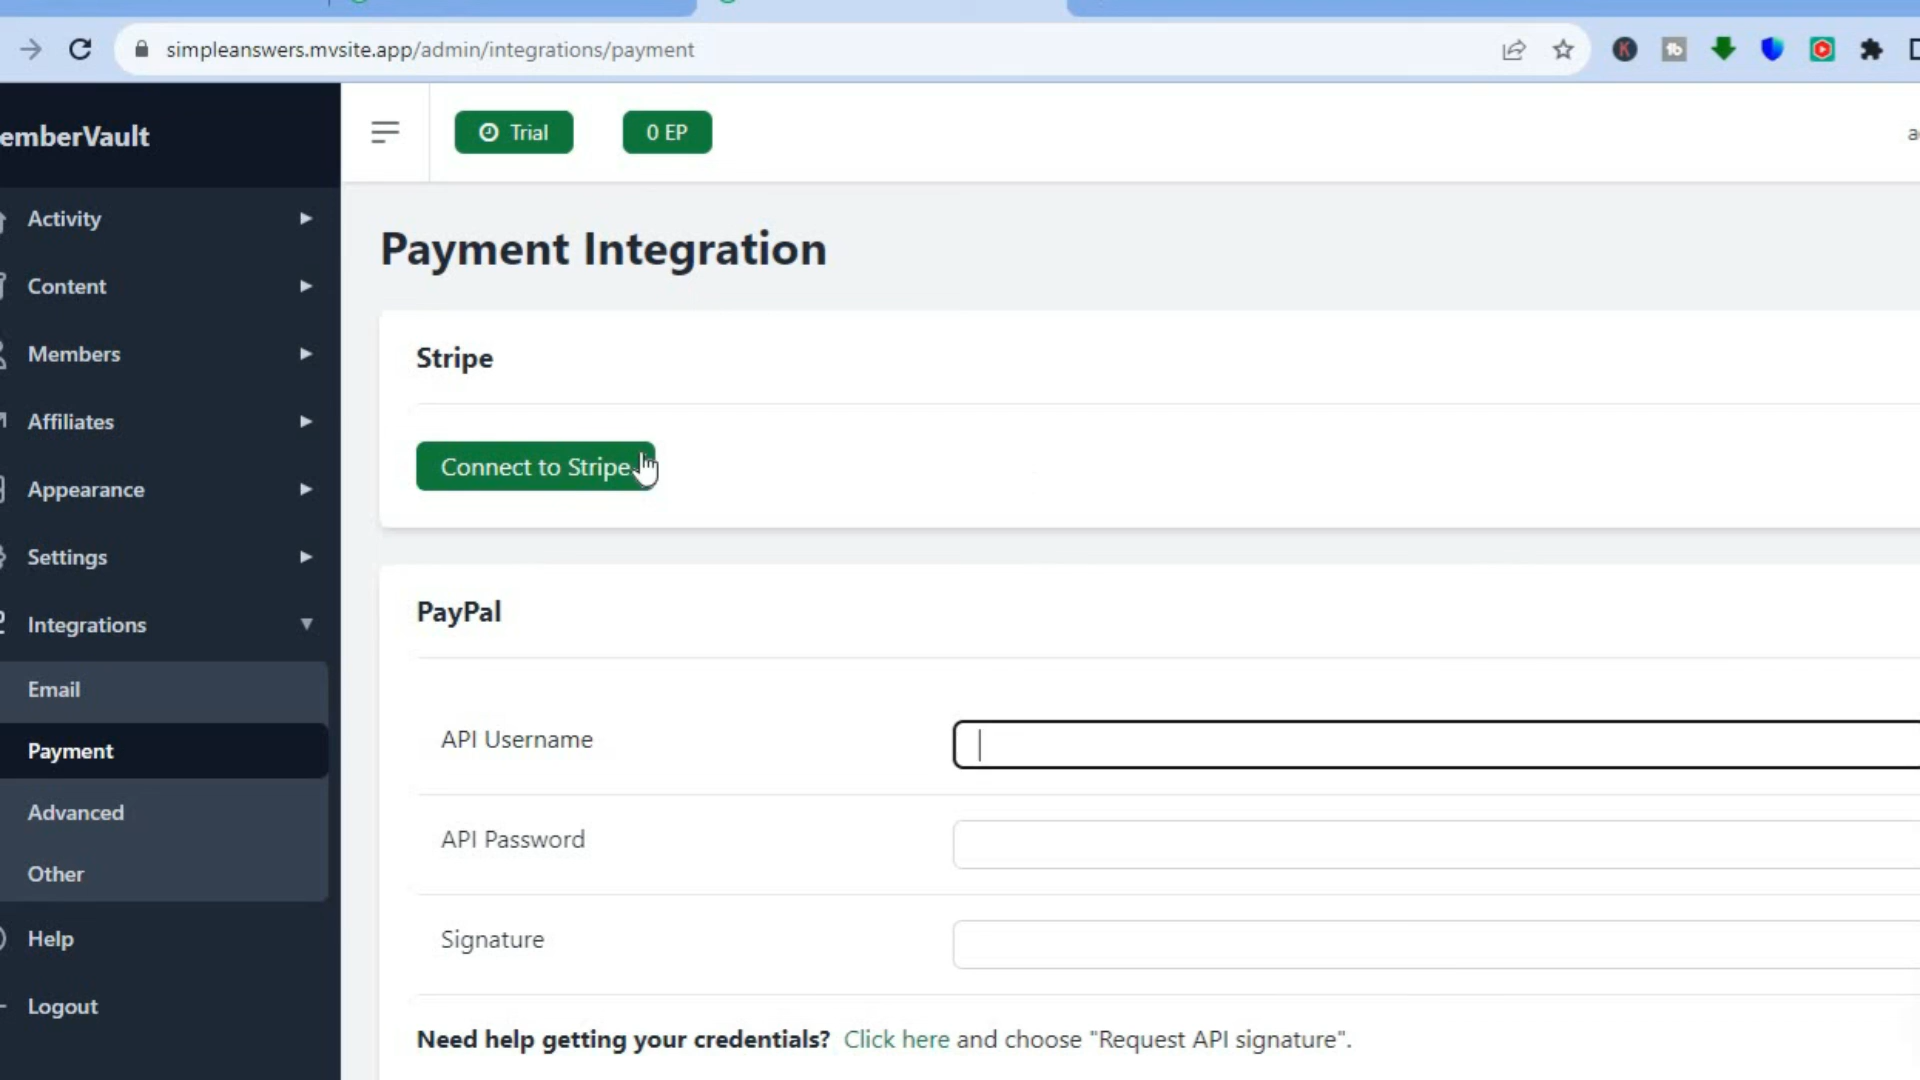 simpleanswers.mvsite.app/admin/integrations/payment
emberVault
Trial
0 EP
Activity
Content
Members
Affiliates
Appearance
Settings
Integrations
Email
Payment
Advanced
Other
Help
Logout
Payment Integration
Stripe
Connect to Stripe
PayPal
API Username
API Password
Signature
Need help getting your credentials? Click here and choose "Request API signature".